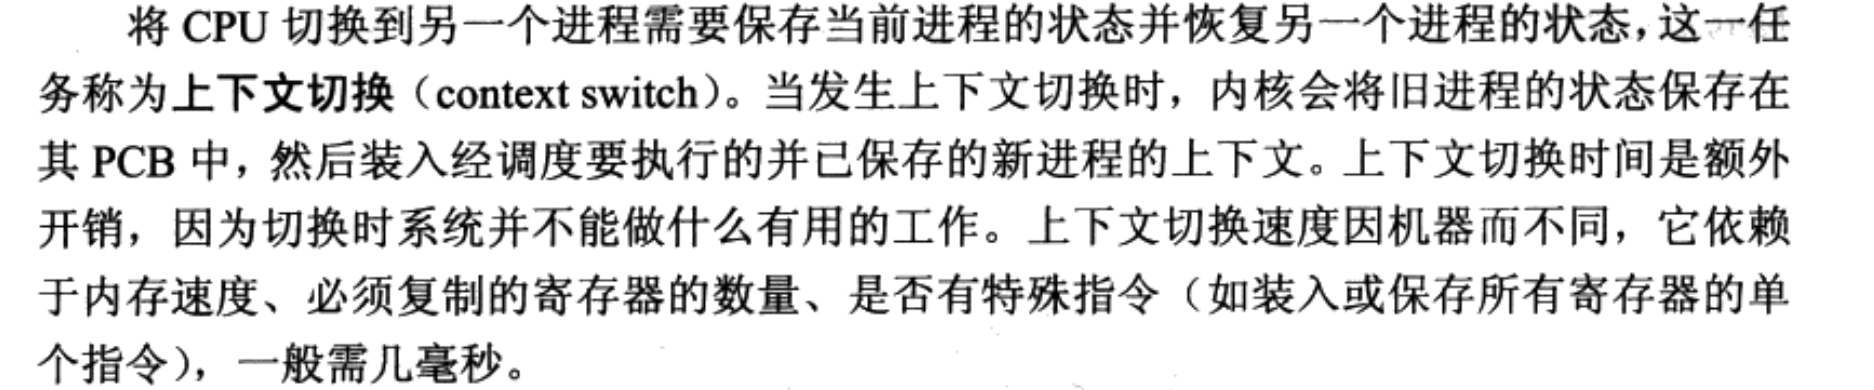 将 CPU 切换到另一个进程需要保存当前进程的状态并恢复另一个进程的状态，这一任
务称为上下文切换（context switch）。当发生上下文切换时，内核会将旧进程的状态保存在
其 PCB 中，然后装入经调度要执行的并已保存的新进程的上下文。上下文切换时间是额外
开销，因为切换时系统并不能做什么有用的工作。上下文切换速度因机器而不同，它依赖
于内存速度、必须复制的寄存器的数量、是否有特殊指令（如装入或保存所有寄存器的单
个指令），一般需几毫秒。